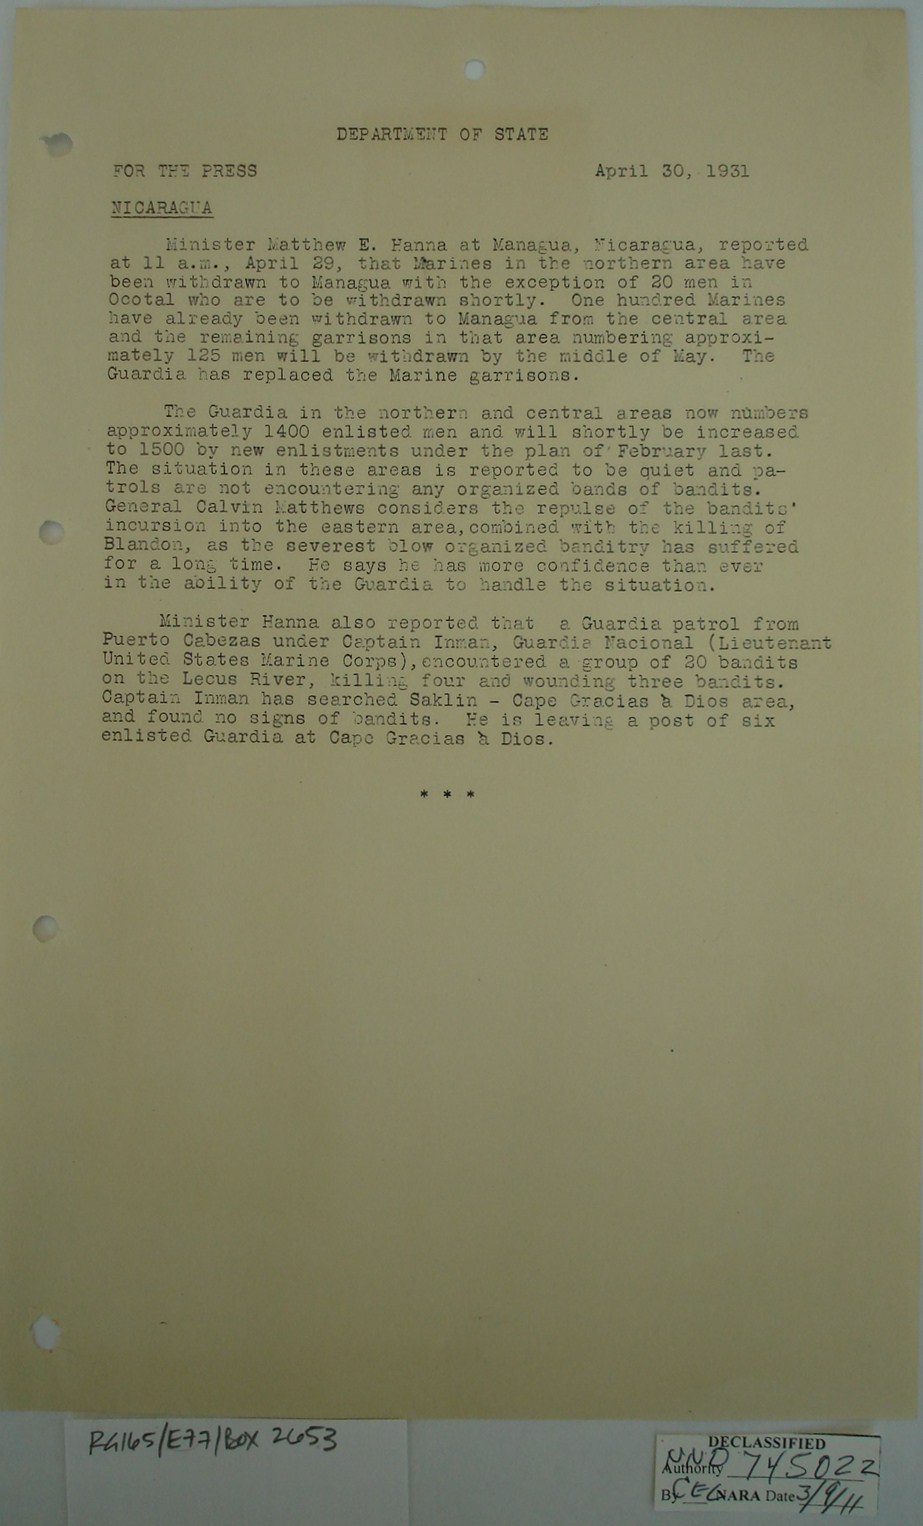 DEPARTMENT OF STATE
FOR THE PRESS April 30, 1931
NICARAGUA
Minister Matthew E. Hanna at Managua, Nicaragua, reported
at 11 a.m., April 29, that Marines in the northern area have
been withdrawn to Managua with the exception of 20 men in
Ocotal who are to be withdrawn shortly. One hundred Marines
have already been withdrawn to Managua from the central area
and the remaining garrisons in that area numbering approxi-
mately 125 men will be withdrawn by the middle of May. The
Guardia has replaced the Marine garrisons.
The Guardia in the northern and central areas now numbers
approximately 1400 enlisted men and will shortly be increased
to 1500 by new enlistments under the plan of February last.
The situation in these areas is reported to be quiet and pa-
trols are not encountering any organized bands of bandits.
General Calvin Matthews considers the repulse of the bandits'
incursion into the eastern area, combined with the killing of
Blandon, as the severest blow organized banditry has suffered
for a long time. He says he has more confidence than ever
in the ability of the Guardia to handle the situation.
Minister Hanna also reported that a Guardia patrol from
Puerto Cabezas under Captain Inman, Guardia Nacional (Lieutenant
United States Marine Corps), encountered a group of 20 bandits
on the Lecus River, killing four and wounding three bandits.
Captain Inman has searched Saklin - Cape Gracias à Dios area,
and found no signs of bandits. He is leaving a post of six
enlisted Guardia at Cape Gracias à Dios.
* * *
RG165/E77/BOX 2653
DECLASSIFIED
Authority NND 745022
By CEG NARA Date 3/9/11